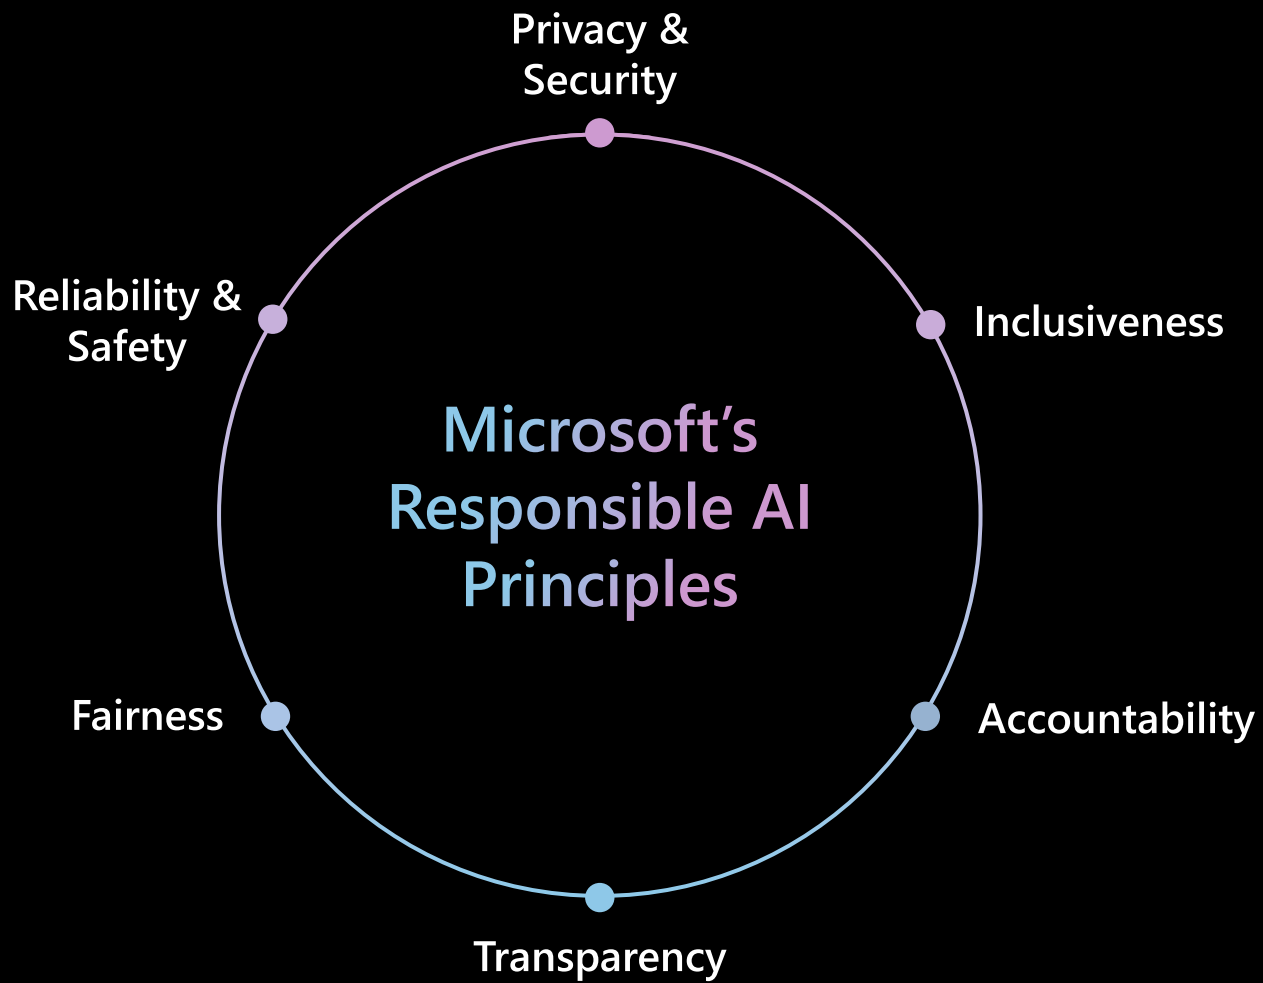 Privacy &
Security
Reliability &
Safety
Inclusiveness
Microsoft’s
Responsible AI
Principles
Fairness
Accountability
Transparency